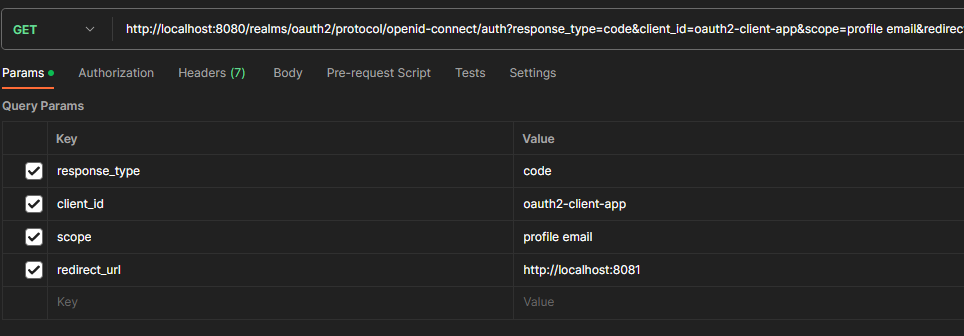 GET http://localhost:8080/realms/oauth2/protocol/openid-connect/auth?response_type=code&client_id=oauth2-client-app&scope=profile email&redirect
Params Authorization Headers (7) Body Pre-request Script Tests Settings
Query Params
Key Value
response_type code
client_id oauth2-client-app
scope profile email
redirect_url http://localhost:8081
Key Value